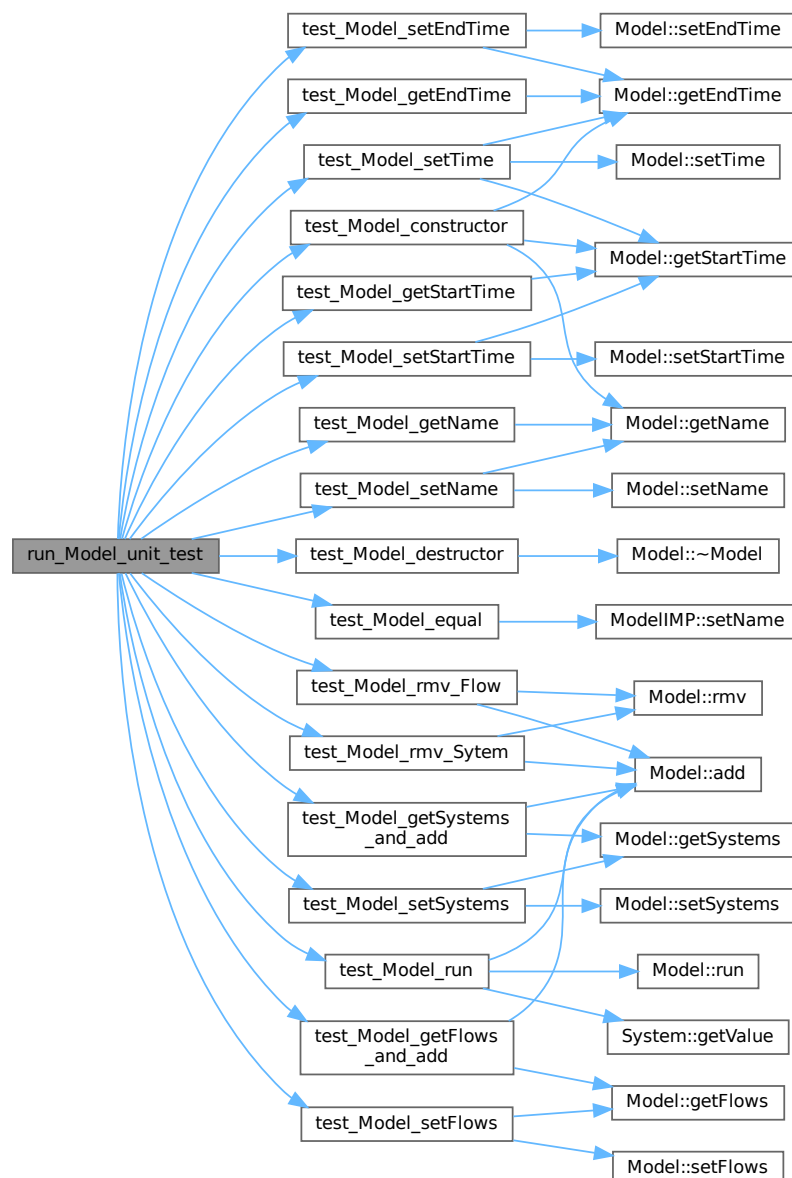 test_Model_setEndTime
Model::setEndTime
test_Model_getEndTime
Model::getEndTime
test_Model_setTime
Model::setTime
test_Model_constructor
Model::getStartTime
test_Model_getStartTime
test_Model_setStartTime
Model::setStartTime
test_Model_getName
Model::getName
test_Model_setName
Model::setName
run_Model_unit_test
test_Model_destructor
Model::~Model
test_Model_equal
ModelIMP::setName
test_Model_rmv_Flow
Model::rmv
test_Model_rmv_Sytem
Model::add
test_Model_getSystems
_and_add
Model::getSystems
test_Model_setSystems
Model::setSystems
test_Model_run
Model::run
test_Model_getFlows
_and_add
System::getValue
Model::getFlows
test_Model_setFlows
Model::setFlows